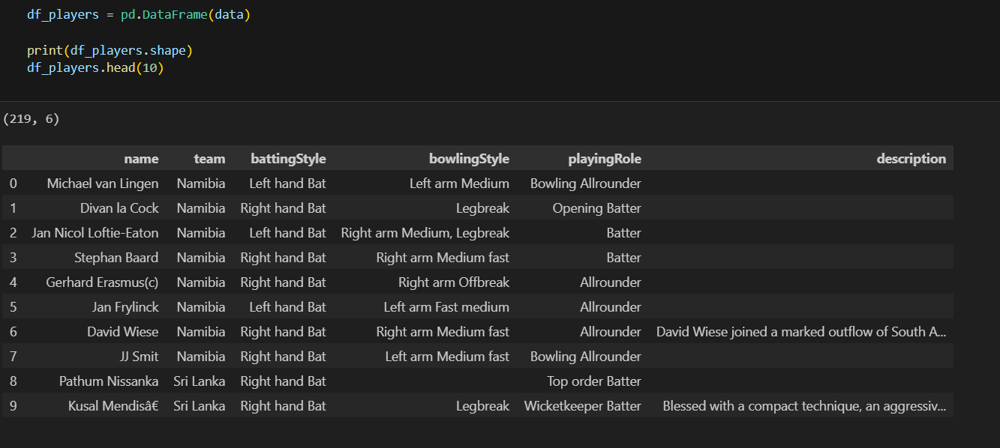 df_players = pd.DataFrame(data)
print(df_players.shape)
df_players.head(10)
(219, 6)
name team battingStyle bowlingStyle playingRole description
0 Michael van Lingen Namibia Left hand Bat Left arm Medium Bowling Allrounder
1 Divan la Cock Namibia Right hand Bat Legbreak Opening Batter
2 Jan Nicol Loftie-Eaton Namibia Left hand Bat Right arm Medium, Legbreak Batter
3 Stephan Baard Namibia Right hand Bat Right arm Medium fast Batter
4 Gerhard Erasmus(c) Namibia Right hand Bat Right arm Offbreak Allrounder
5 Jan Frylinck Namibia Left hand Bat Left arm Fast medium Allrounder
6 David Wiese Namibia Right hand Bat Right arm Medium fast Allrounder David Wiese joined a marked outflow of South A...
7 JJ Smit Namibia Right hand Bat Left arm Medium fast Bowling Allrounder
8 Pathum Nissanka Sri Lanka Right hand Bat Top order Batter
9 Kusal Mendisâ€ Sri Lanka Right hand Bat Legbreak Wicketkeeper Batter Blessed with a compact technique, an aggressiv...